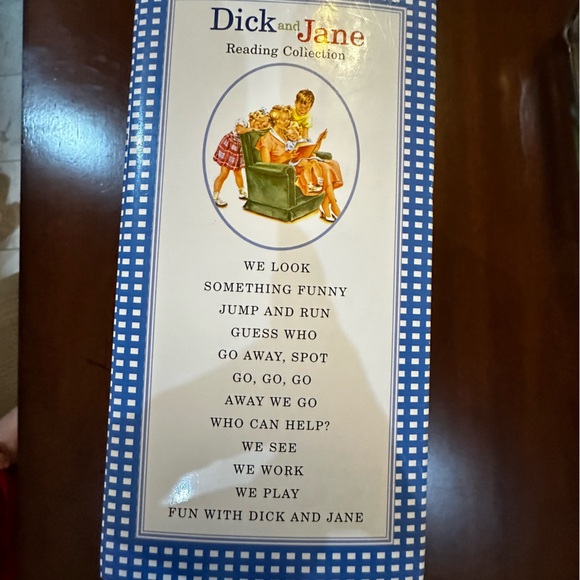 Dick and Jane
Reading Collection
WE LOOK
SOMETHING FUNNY
JUMP AND RUN
GUESS WHO
GO AWAY, SPOT
GO, GO, GO
AWAY WE GO
WHO CAN HELP?
WE SEE
WE WORK
WE PLAY
FUN WITH DICK AND JANE